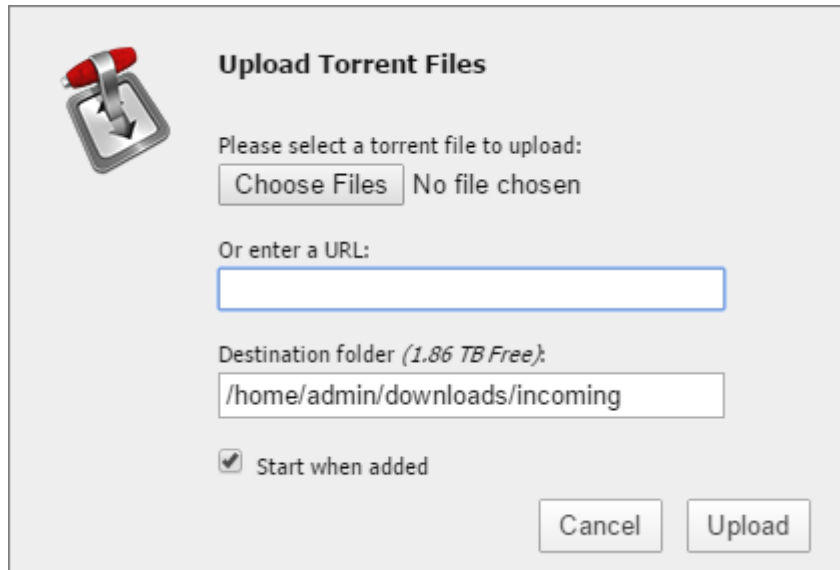 Upload Torrent Files
Please select a torrent file to upload:
Choose Files No file chosen
Or enter a URL:
Destination folder (1.86 TB Free):
/home/admin/downloads/incoming
Start when added
Cancel Upload